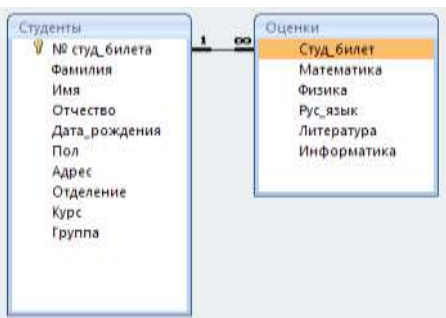 Студенты
№ студ_билета
Фамилия
Имя
Отчество
Дата_рождения
Пол
Адрес
Отделение
Курс
Группа
1 ∞
Оценки
Студ_билет
Математика
Физика
Рус_язык
Литература
Информатика